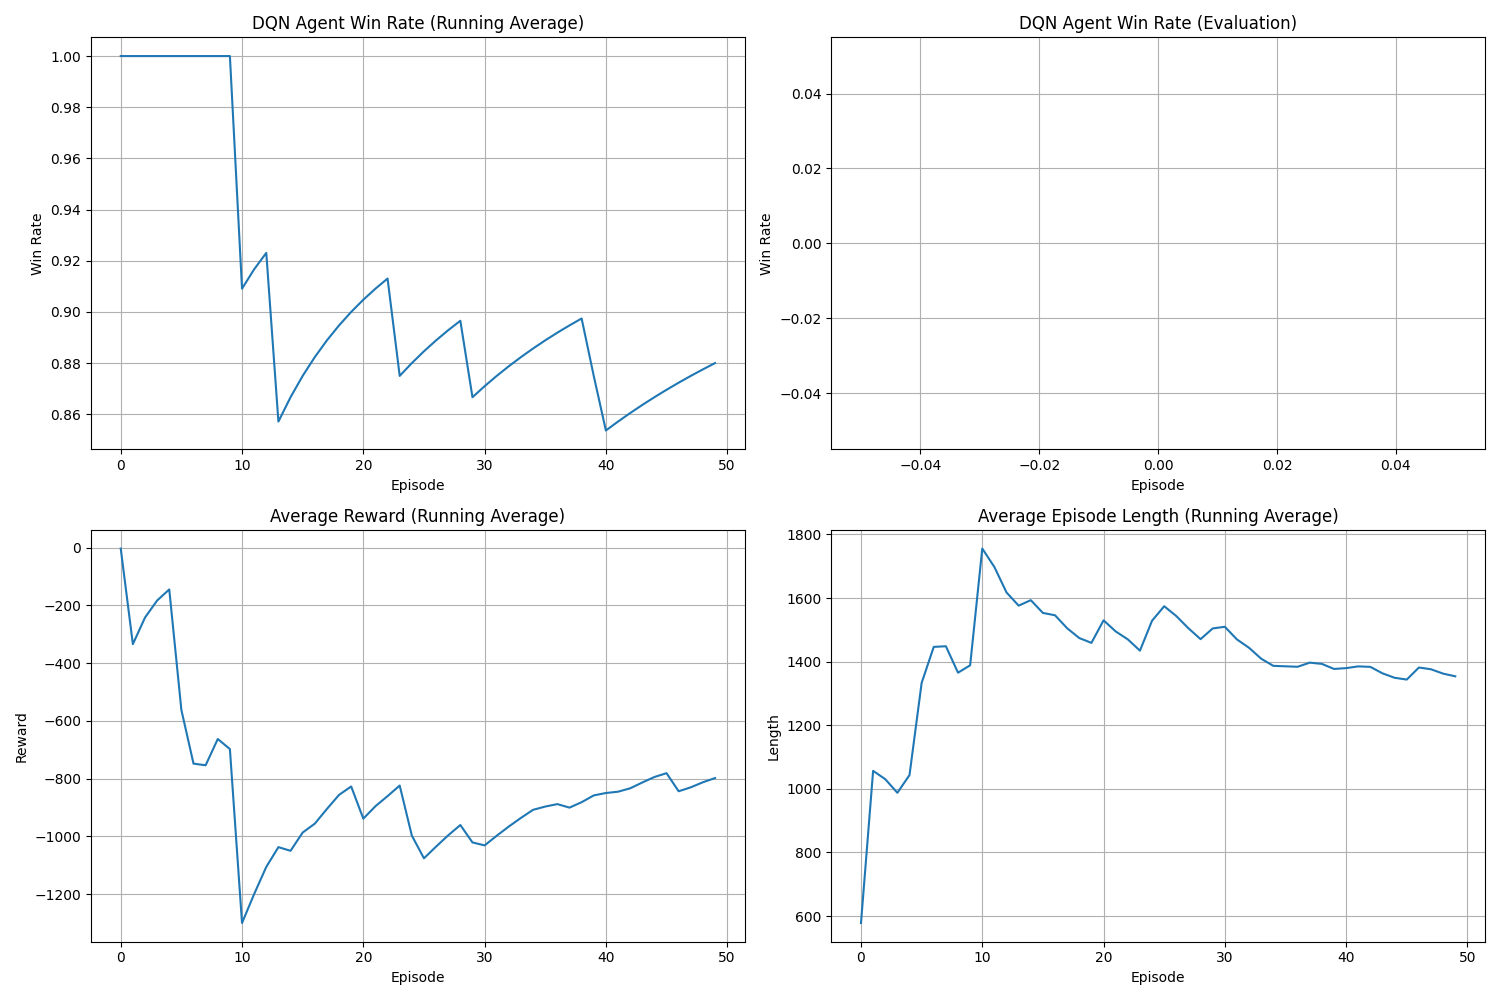 DQN Agent Win Rate (Running Average)
1.00
0.98
0.96
0.94
0.92
0.90
0.88
0.86
Win Rate
0 10 20 30 40 50
Episode
DQN Agent Win Rate (Evaluation)
0.04
0.02
0.00
−0.02
−0.04
Win Rate
−0.04 −0.02 0.00 0.02 0.04
Episode
Average Reward (Running Average)
0
−200
−400
−600
−800
−1000
−1200
Reward
0 10 20 30 40 50
Episode
Average Episode Length (Running Average)
1800
1600
1400
1200
1000
800
600
Length
0 10 20 30 40 50
Episode